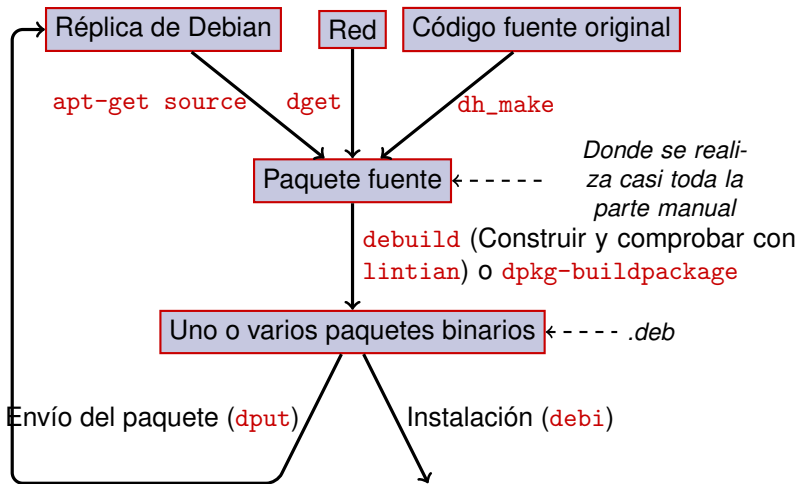 Réplica de Debian
Red
Código fuente original
apt-get source
dget
dh_make
Paquete fuente
Donde se reali-
za casi toda la
parte manual
debuild (Construir y comprobar con
lintian) o dpkg-buildpackage
Uno o varios paquetes binarios
.deb
Envío del paquete (dput)
Instalación (debi)